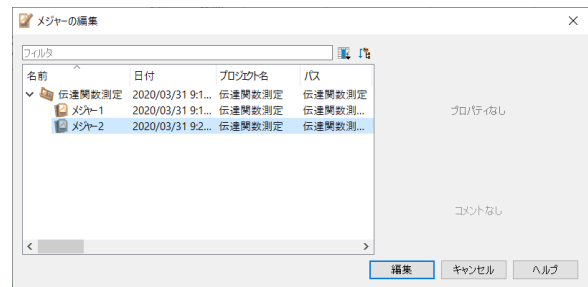 メジャーの編集
フィルタ
名前 日付 プロジェクト名 パス
伝達関数測定 2020/03/31 9:1... 伝達関数測定 伝達関数測定
メジャー1 2020/03/31 9:1... 伝達関数測定 伝達関数測...
メジャー2 2020/03/31 9:2... 伝達関数測定 伝達関数測...
プロパティなし
コメントなし
編集 キャンセル ヘルプ